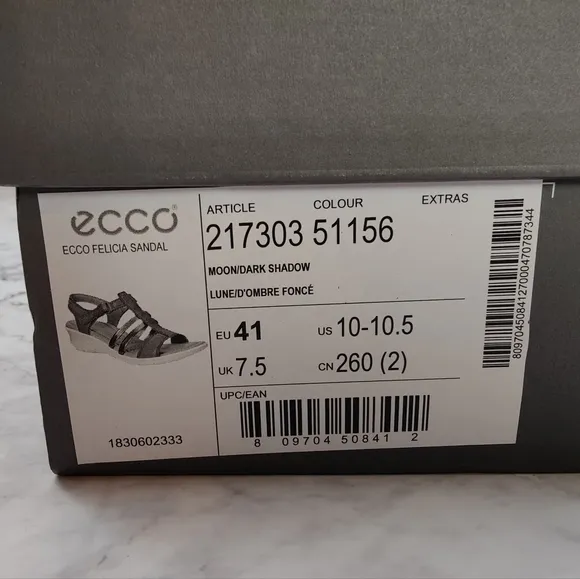 ecco®
ECCO FELICIA SANDAL
1830602333
ARTICLE COLOUR EXTRAS
217303 51156
MOON/DARK SHADOW
LUNE/D'OMBRE FONCÉ
EU 41 US 10-10.5
UK 7.5 CN 260 (2)
UPC/EAN
8 09704 50841 2
8097045084127000470787344